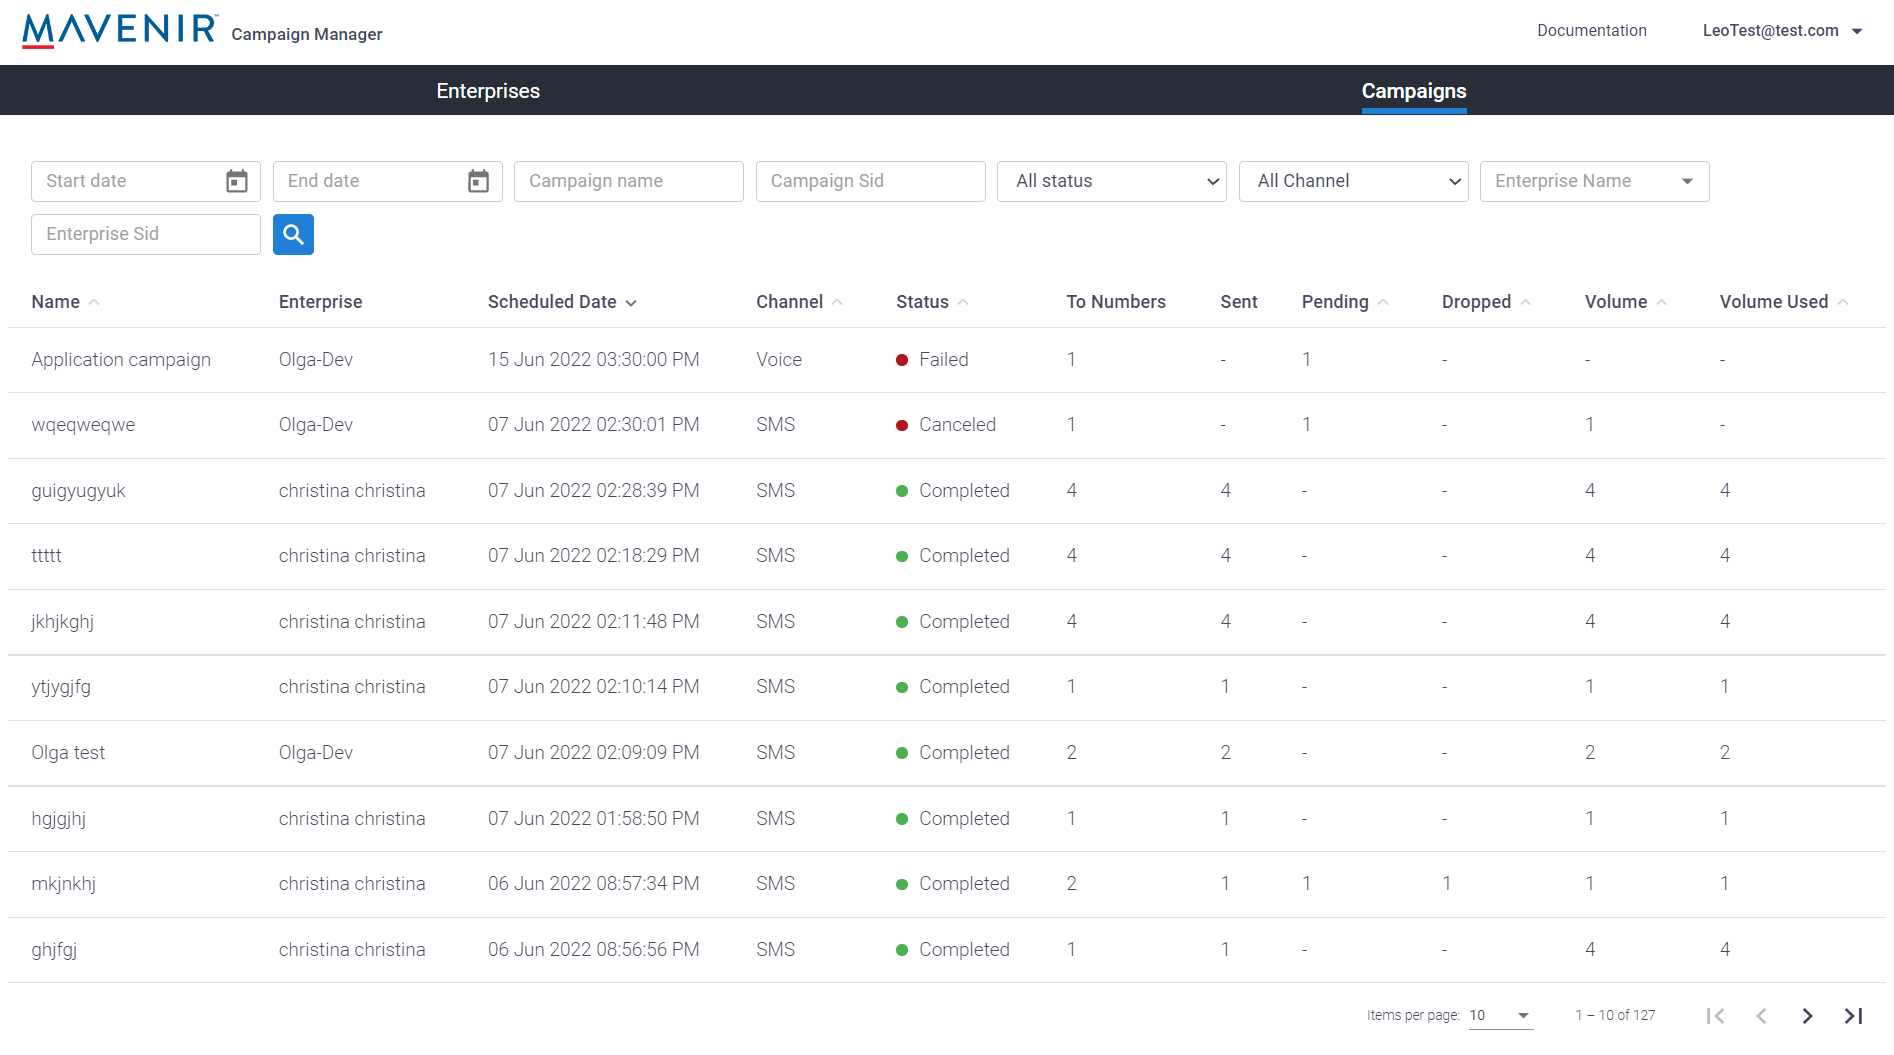 MAVENIR Campaign Manager Documentation LeoTest@test.com
Enterprises Campaigns
Start date End date Campaign name Campaign Sid All status All Channel Enterprise Name
Enterprise Sid
Name Enterprise Scheduled Date Channel Status To Numbers Sent Pending Dropped Volume Volume Used
Application campaign Olga-Dev 15 Jun 2022 03:30:00 PM Voice Failed 1 - 1 - - -
wqeqweqwe Olga-Dev 07 Jun 2022 02:30:01 PM SMS Canceled 1 - 1 - 1 -
guigyugyuk christina christina 07 Jun 2022 02:28:39 PM SMS Completed 4 4 - - 4 4
ttttt christina christina 07 Jun 2022 02:18:29 PM SMS Completed 4 4 - - 4 4
jkhjkghj christina christina 07 Jun 2022 02:11:48 PM SMS Completed 4 4 - - 4 4
ytjygjfg christina christina 07 Jun 2022 02:10:14 PM SMS Completed 1 1 - - 1 1
Olga test Olga-Dev 07 Jun 2022 02:09:09 PM SMS Completed 2 2 - - 2 2
hgjgjhj christina christina 07 Jun 2022 01:58:50 PM SMS Completed 1 1 - - 1 1
mkjnkhj christina christina 06 Jun 2022 08:57:34 PM SMS Completed 2 1 1 1 1 1
ghjfgj christina christina 06 Jun 2022 08:56:56 PM SMS Completed 1 1 - - 4 4
Items per page: 10 1 – 10 of 127